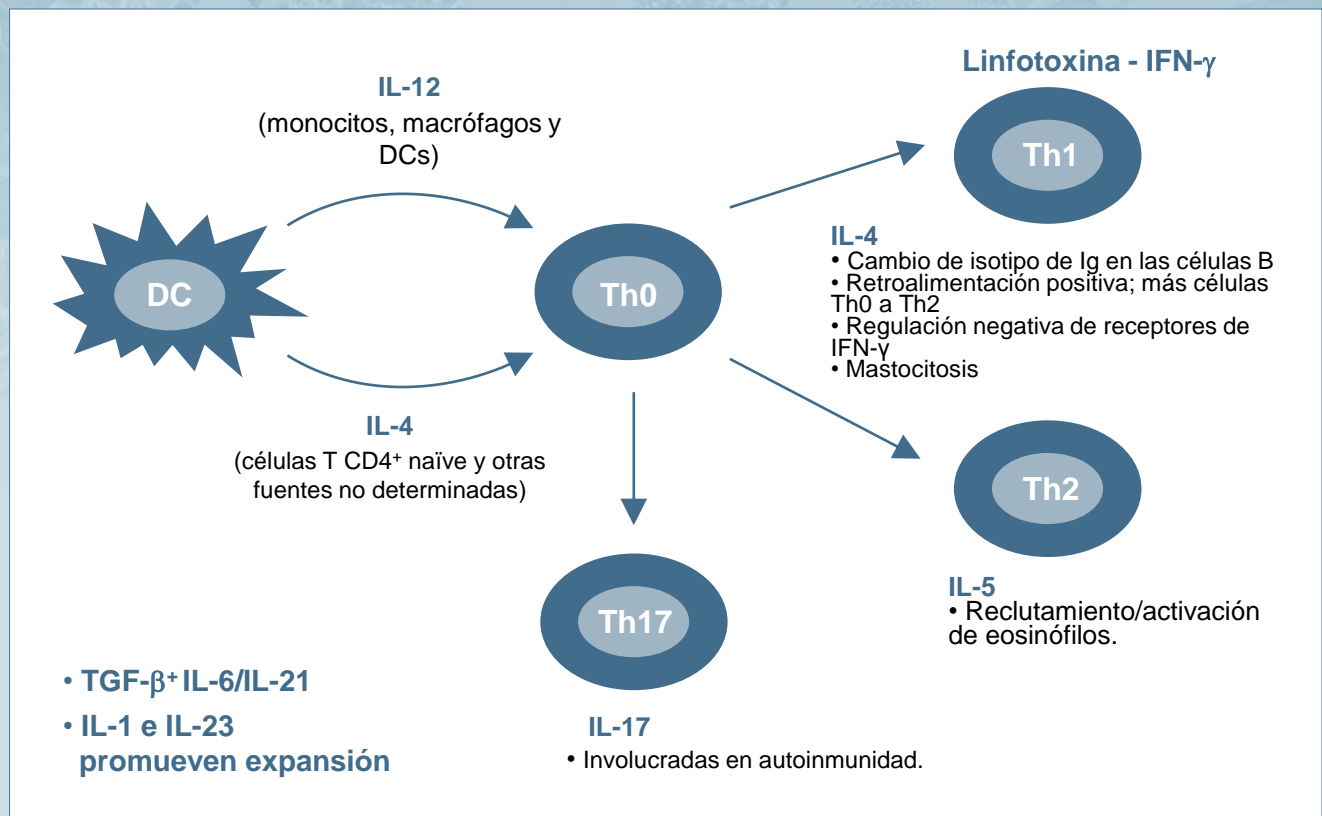 Linfotoxina - IFN-γ
Th1
IL-12
(monocitos, macrófagos y
DCs)
DC
Th0
IL-4
• Cambio de isotipo de Ig en las células B
• Retroalimentación positiva; más células
Th0 a Th2
• Regulación negativa de receptores de
IFN-γ
• Mastocitosis
IL-4
(células T CD4⁺ naïve y otras
fuentes no determinadas)
Th2
IL-5
• Reclutamiento/activación
de eosinófilos.
Th17
IL-17
• Involucradas en autoinmunidad.
• TGF-β⁺ IL-6/IL-21
• IL-1 e IL-23
promueven expansión